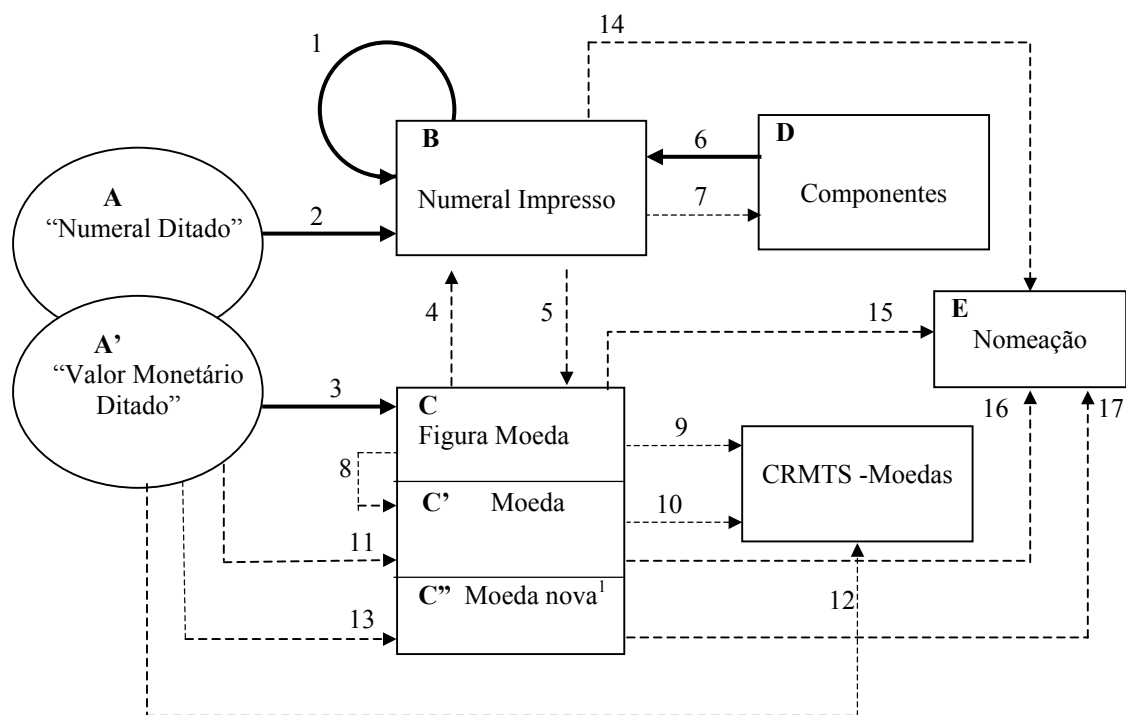 1
14
B
D
6
A
Numeral Impresso
Componentes
“Numeral Ditado”
2
7
4
5
15
E
Nomeação
A’
“Valor Monetário
Ditado”
3
16
17
C
Figura Moeda
9
8
CRMTS -Moedas
C’ Moeda
10
11
C” Moeda nova¹
12
13